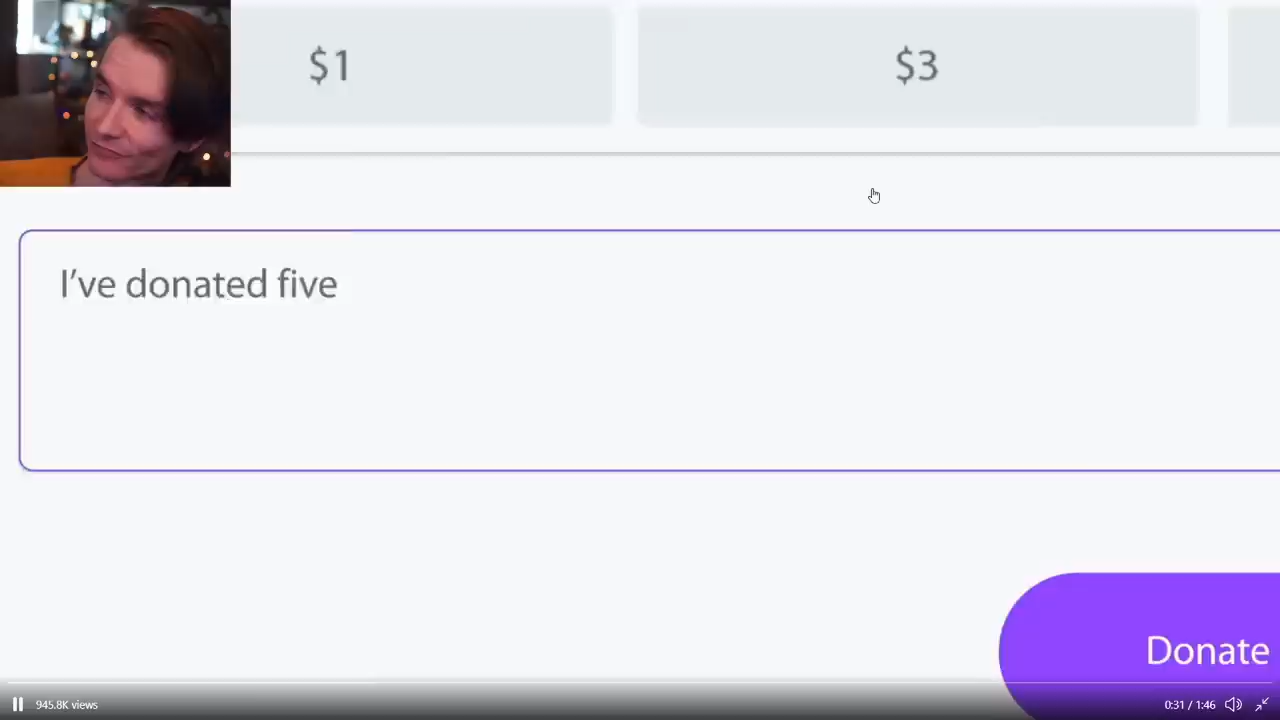 $1
$3
I've donated five
Donate
945.8K views
0:31 / 1:46